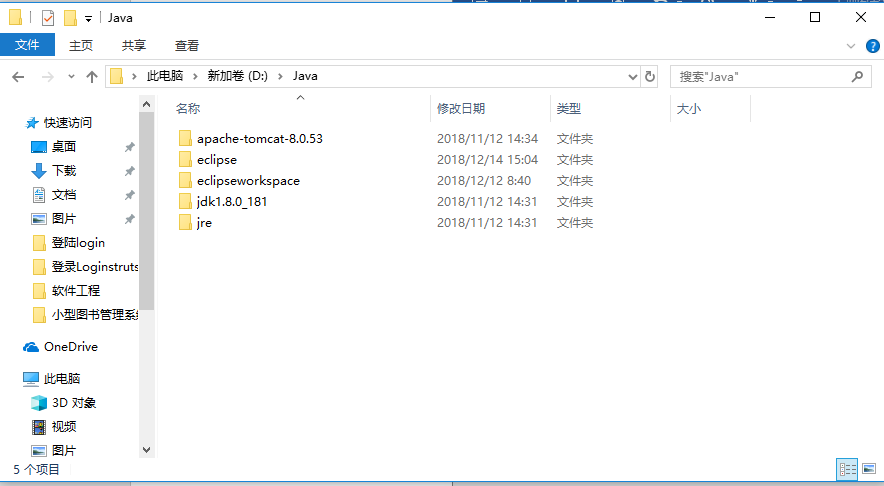 Java
文件 主页 共享 查看
此电脑 新加卷 (D:) Java
搜索"Java"
名称 修改日期 类型 大小
apache-tomcat-8.0.53 2018/11/12 14:34 文件夹
eclipse 2018/12/14 15:04 文件夹
eclipseworkspace 2018/12/12 8:40 文件夹
jdk1.8.0_181 2018/11/12 14:31 文件夹
jre 2018/11/12 14:31 文件夹
快速访问
桌面
下载
文档
图片
登陆login
登录Loginstruts
软件工程
小型图书管理系
OneDrive
此电脑
3D 对象
视频
图片
5 个项目